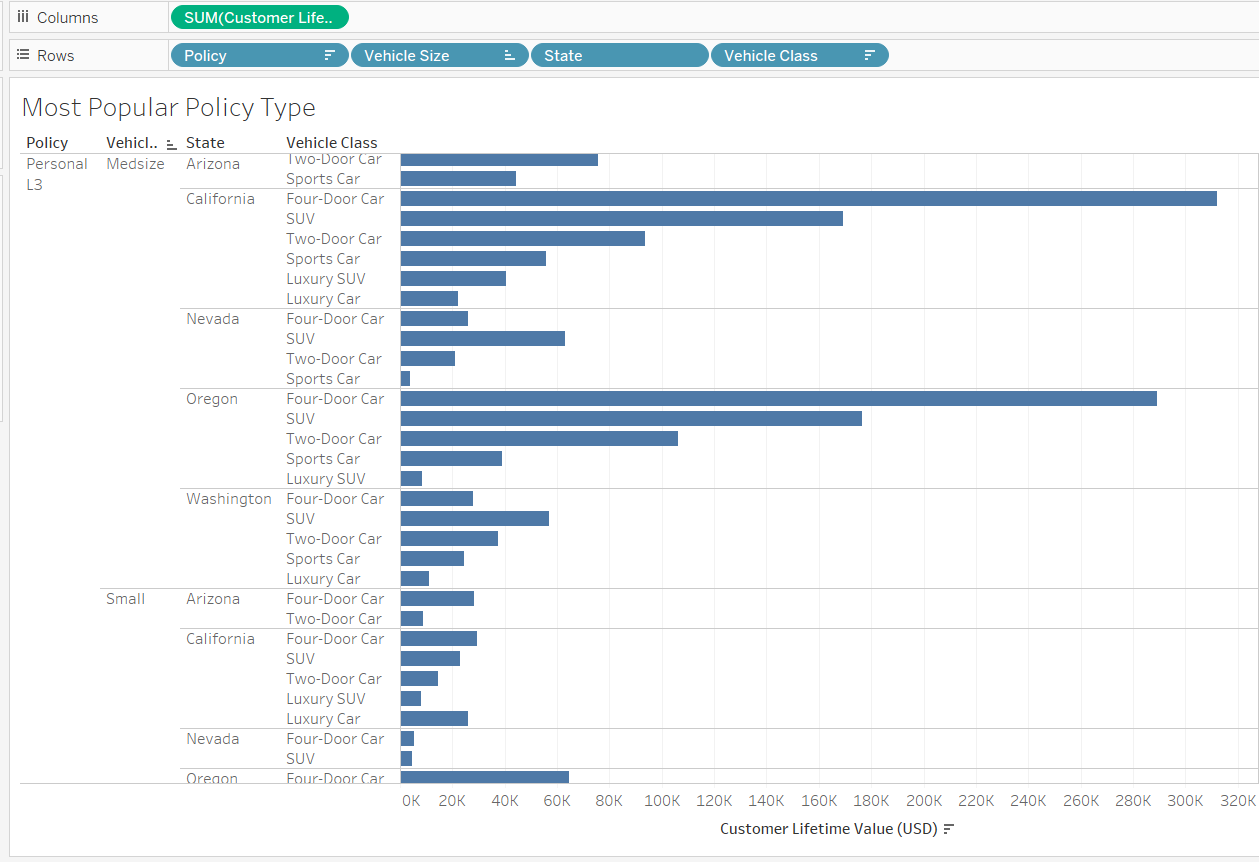 Columns SUM(Customer Life..
Rows Policy Vehicle Size State Vehicle Class
Most Popular Policy Type
Policy Vehicl.. State Vehicle Class
Two-Door Car
Personal L3 Medsize Arizona
Sports Car
California Four-Door Car
SUV
Two-Door Car
Sports Car
Luxury SUV
Luxury Car
Nevada Four-Door Car
SUV
Two-Door Car
Sports Car
Oregon Four-Door Car
SUV
Two-Door Car
Sports Car
Luxury SUV
Washington Four-Door Car
SUV
Two-Door Car
Sports Car
Luxury Car
Small Arizona Four-Door Car
Two-Door Car
California Four-Door Car
SUV
Two-Door Car
Luxury SUV
Luxury Car
Nevada Four-Door Car
SUV
Oregon Four-Door Car
0K 20K 40K 60K 80K 100K 120K 140K 160K 180K 200K 220K 240K 260K 280K 300K 320K
Customer Lifetime Value (USD)